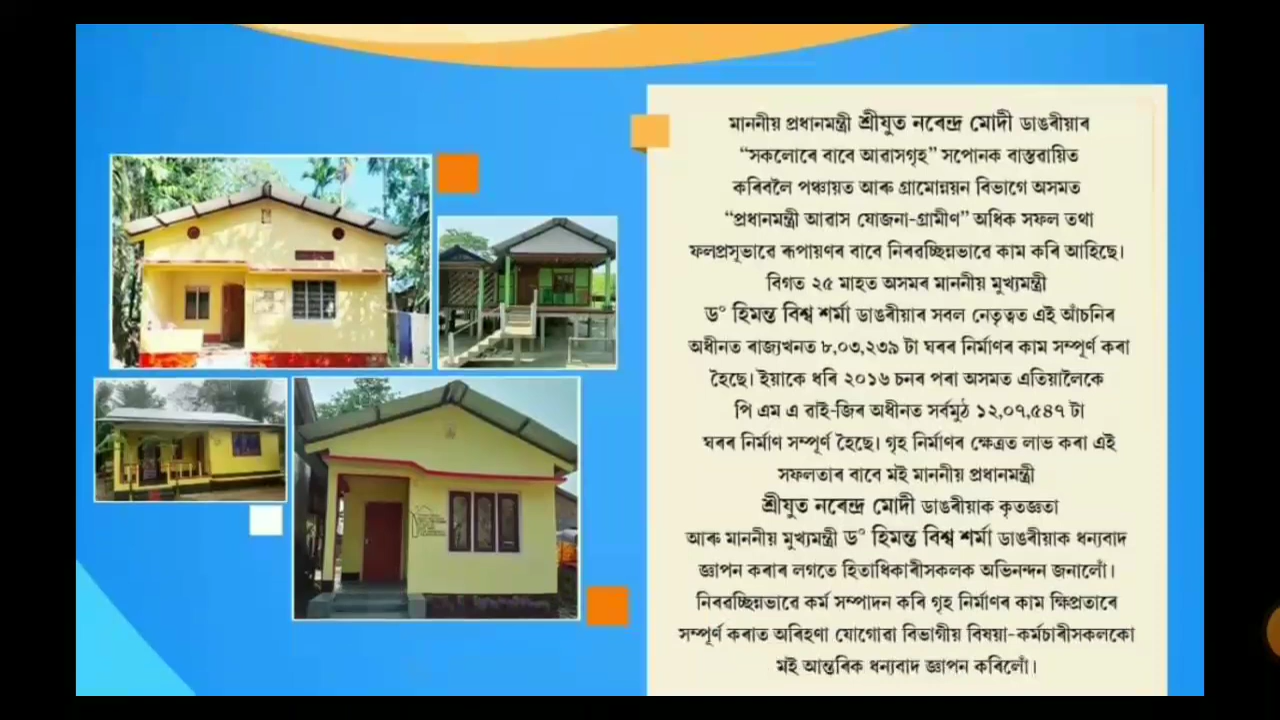 মাননীয় প্ৰধানমন্ত্ৰী শ্ৰীযুত নৰেন্দ্ৰ মোদী ডাঙৰীয়াৰ
“সকলোৰে বাবে আৱাসগৃহ” সপোনক বাস্তৱায়িত
কৰিবলৈ পঞ্চায়ত আৰু গ্ৰামোন্নয়ন বিভাগে অসমত
“প্ৰধানমন্ত্ৰী আৱাস যোজনা-গ্ৰামীণ” অধিক সফল তথা
ফলপ্ৰসূভাৱে ৰূপায়ণৰ বাবে নিৰৱচ্ছিন্নভাৱে কাম কৰি আহিছে।
বিগত ২৫ মাহত অসমৰ মাননীয় মুখ্যমন্ত্ৰী
ড° হিমন্ত বিশ্ব শৰ্মা ডাঙৰীয়াৰ সবল নেতৃত্বত এই আঁচনিৰ
অধীনত ৰাজ্যখনত ৮,০৩,২৩৯ টা ঘৰৰ নিৰ্মাণৰ কাম সম্পূৰ্ণ কৰা
হৈছে। ইয়াকে ধৰি ২০১৬ চনৰ পৰা অসমত এতিয়ালৈকে
পি এম এ ৱাই-জিৰ অধীনত সৰ্বমুঠ ১২,০৭,৫৪৭ টা
ঘৰৰ নিৰ্মাণ সম্পূৰ্ণ হৈছে। গৃহ নিৰ্মাণৰ ক্ষেত্ৰত লাভ কৰা এই
সফলতাৰ বাবে মই মাননীয় প্ৰধানমন্ত্ৰী
শ্ৰীযুত নৰেন্দ্ৰ মোদী ডাঙৰীয়াক কৃতজ্ঞতা
আৰু মাননীয় মুখ্যমন্ত্ৰী ড° হিমন্ত বিশ্ব শৰ্মা ডাঙৰীয়াক ধন্যবাদ
জ্ঞাপন কৰাৰ লগতে হিতাধিকাৰীসকলক অভিনন্দন জনালোঁ।
নিৰৱচ্ছিন্নভাৱে কৰ্ম সম্পাদন কৰি গৃহ নিৰ্মাণৰ কাম ক্ষিপ্ৰতাৰে
সম্পূৰ্ণ কৰাত অৰিহণা যোগোৱা বিভাগীয় বিষয়া-কৰ্মচাৰীসকলকো
মই আন্তৰিক ধন্যবাদ জ্ঞাপন কৰিলোঁ।